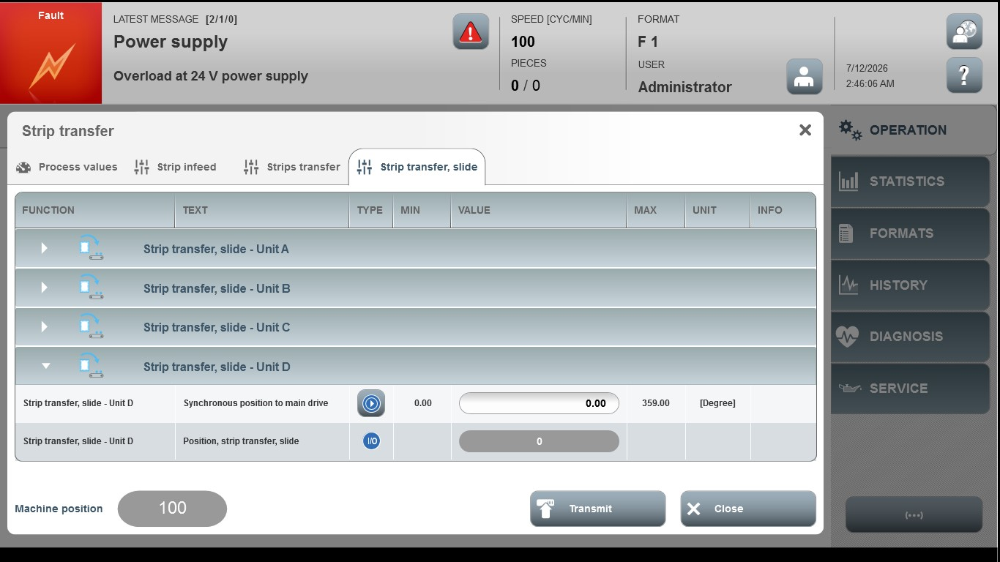 Fault
LATEST MESSAGE [2/1/0]
Power supply
Overload at 24 V power supply
SPEED [CYC/MIN]
100
PIECES
0 / 0
FORMAT
F 1
USER
Administrator
7/12/2026
2:46:06 AM
?
Strip transfer
Process values
Strip infeed
Strips transfer
Strip transfer, slide
FUNCTION TEXT TYPE MIN VALUE MAX UNIT INFO
Strip transfer, slide - Unit A
Strip transfer, slide - Unit B
Strip transfer, slide - Unit C
Strip transfer, slide - Unit D
Strip transfer, slide - Unit D Synchronous position to main drive 0.00 0.00 359.00 [Degree]
Strip transfer, slide - Unit D Position, strip transfer, slide I/O 0
Machine position 100
Transmit
Close
OPERATION
STATISTICS
FORMATS
HISTORY
DIAGNOSIS
SERVICE
(...)